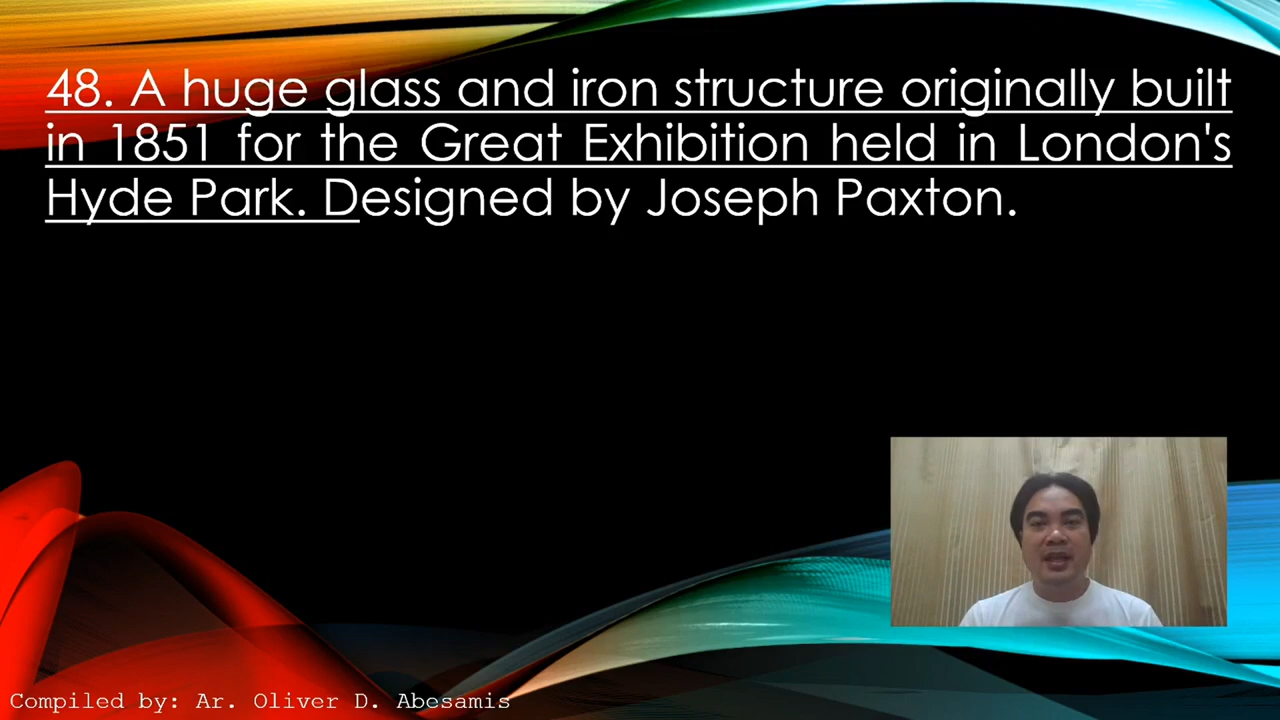 48. A huge glass and iron structure originally built
in 1851 for the Great Exhibition held in London's
Hyde Park. Designed by Joseph Paxton.
Compiled by: Ar. Oliver D. Abesamis